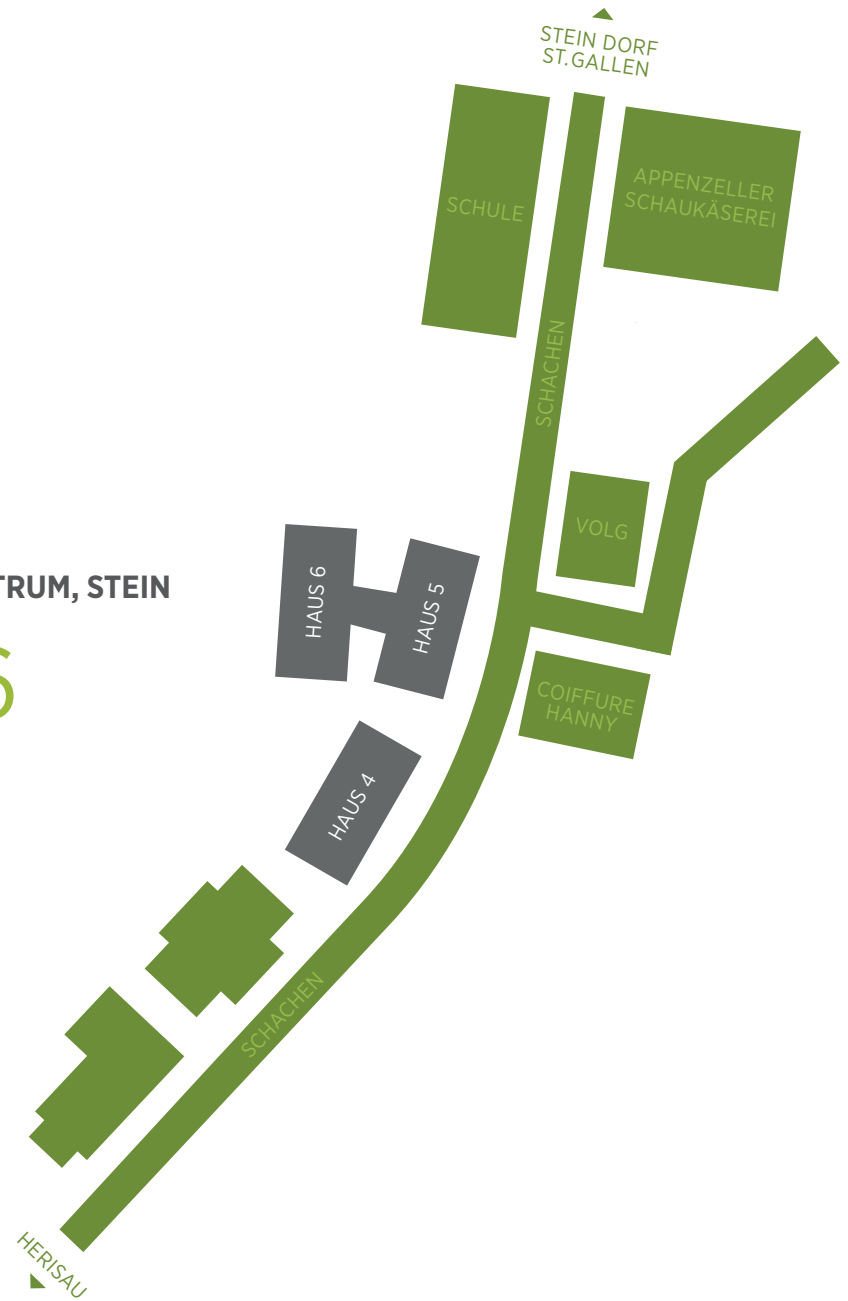 STEIN DORF
ST.GALLEN
SCHULE
APPENZELLER
SCHAUKÄSEREI
SCHACHEN
VOLG
TRUM, STEIN
HAUS 6
HAUS 5
COIFFURE
HANNY
HAUS 4
SCHACHEN
HERISAU